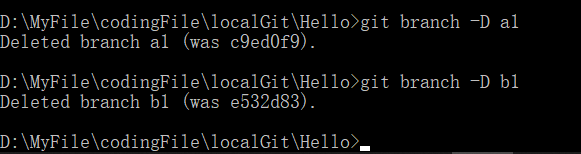 D:\MyFile\codingFile\localGit\Hello>git branch -D a1
Deleted branch a1 (was c9ed0f9).
D:\MyFile\codingFile\localGit\Hello>git branch -D b1
Deleted branch b1 (was e532d83).
D:\MyFile\codingFile\localGit\Hello>